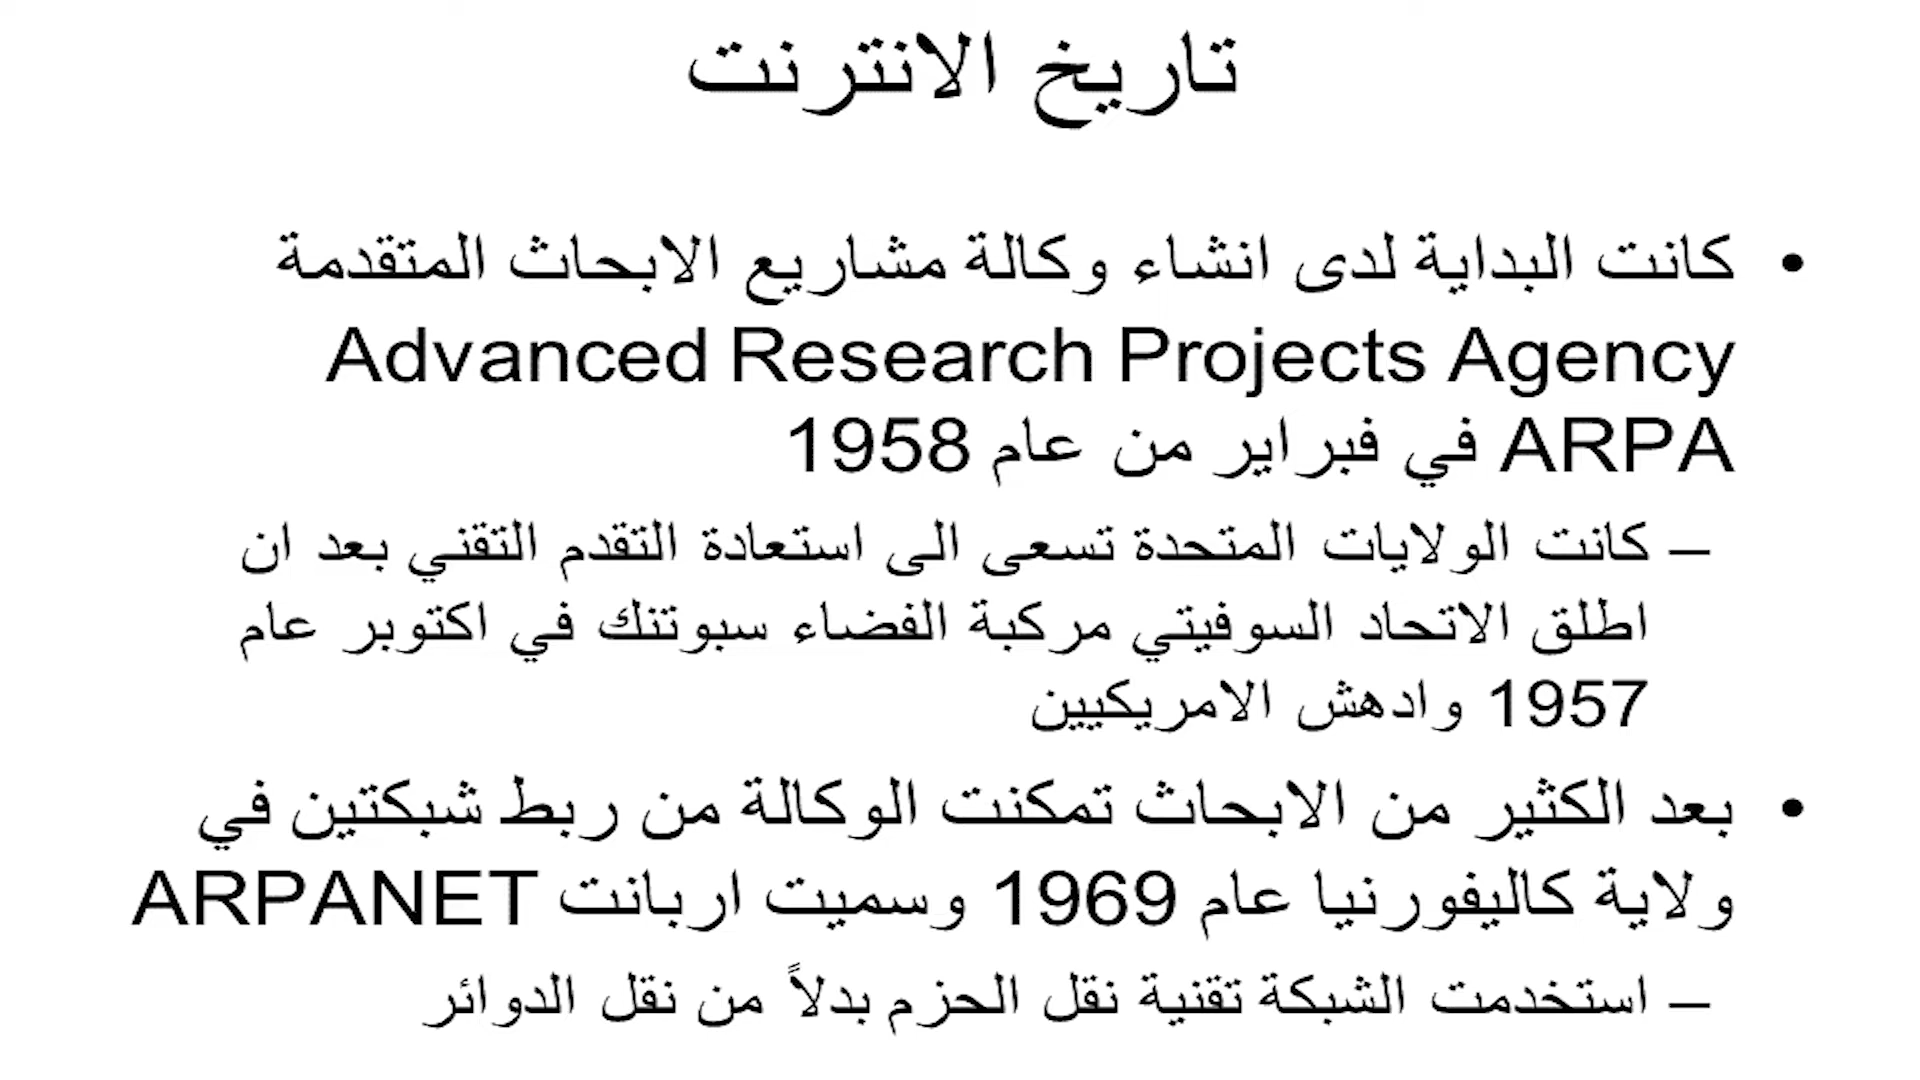 تاريخ الانترنت
• كانت البداية لدى انشاء وكالة مشاريع الابحاث المتقدمة
Advanced Research Projects Agency
ARPA في فبراير من عام 1958
– كانت الولايات المتحدة تسعى الى استعادة التقدم التقني بعد ان
اطلق الاتحاد السوفيتي مركبة الفضاء سبوتنك في اكتوبر عام
1957 وادهش الامريكيين
• بعد الكثير من الابحاث تمكنت الوكالة من ربط شبكتين في
ولاية كاليفورنيا عام 1969 وسميت اربانت ARPANET
– استخدمت الشبكة تقنية نقل الحزم بدلاً من نقل الدوائر